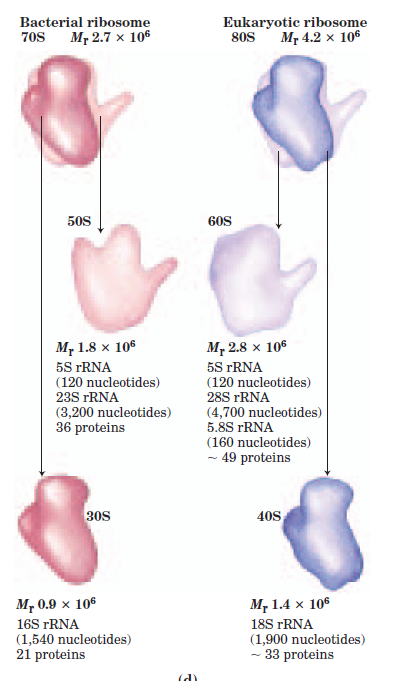 Bacterial ribosome
70S Mr 2.7 × 10⁶
Eukaryotic ribosome
80S Mr 4.2 × 10⁶
50S
Mr 1.8 × 10⁶
5S rRNA
(120 nucleotides)
23S rRNA
(3,200 nucleotides)
36 proteins
60S
Mr 2.8 × 10⁶
5S rRNA
(120 nucleotides)
28S rRNA
(4,700 nucleotides)
5.8S rRNA
(160 nucleotides)
~ 49 proteins
30S
Mr 0.9 × 10⁶
16S rRNA
(1,540 nucleotides)
21 proteins
40S
Mr 1.4 × 10⁶
18S rRNA
(1,900 nucleotides)
~ 33 proteins
(d)